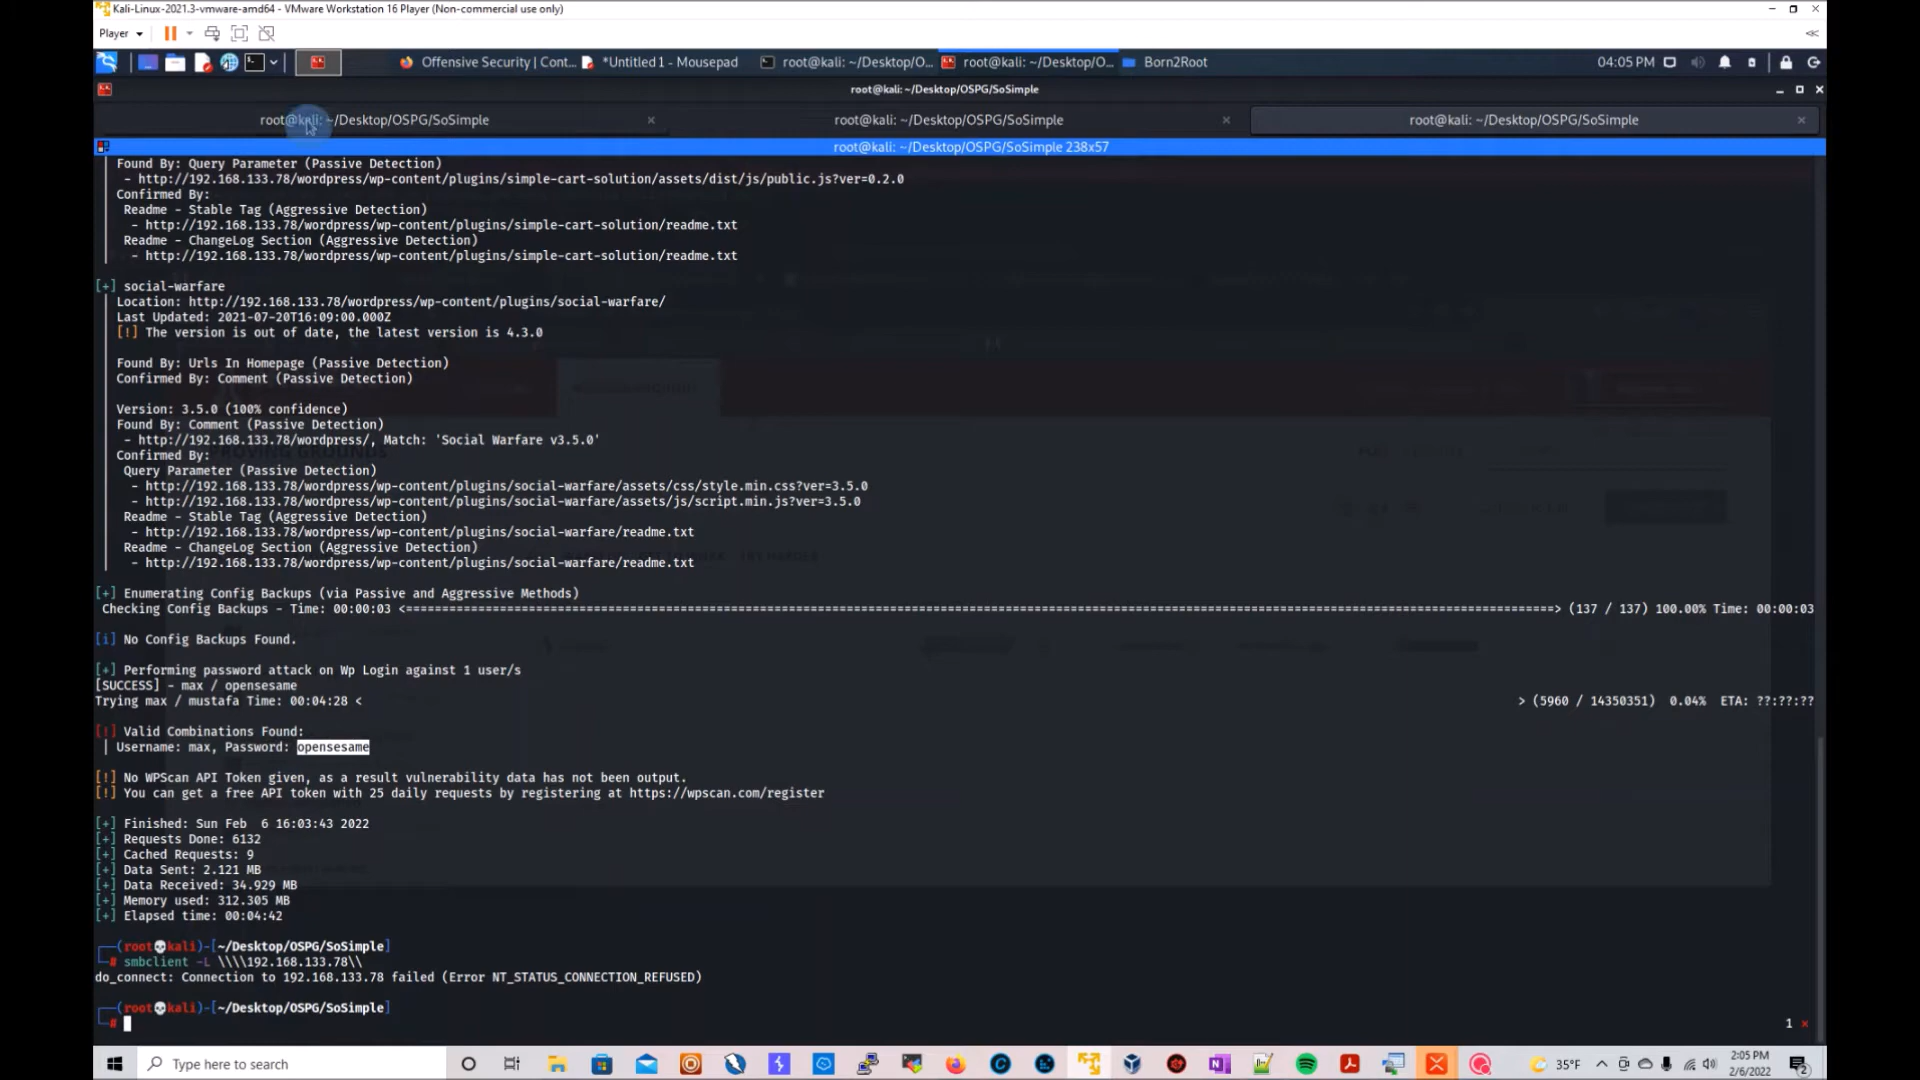 Kali-Linux-2021.3-vmware-amd64 - VMware Workstation 16 Player (Non-commercial use only)
Player
Offensive Security | Cont...
*Untitled 1 - Mousepad
root@kali: ~/Desktop/O...
root@kali: ~/Desktop/O...
Born2Root
04:05 PM
root@kali: ~/Desktop/OSPG/SoSimple
root@kali: ~/Desktop/OSPG/SoSimple
root@kali: ~/Desktop/OSPG/SoSimple
root@kali: ~/Desktop/OSPG/SoSimple
root@kali: ~/Desktop/OSPG/SoSimple 238x57
| Found By: Query Parameter (Passive Detection)
|  - http://192.168.133.78/wordpress/wp-content/plugins/simple-cart-solution/assets/dist/js/public.js?ver=0.2.0
| Confirmed By:
|  Readme - Stable Tag (Aggressive Detection)
|   - http://192.168.133.78/wordpress/wp-content/plugins/simple-cart-solution/readme.txt
|  Readme - ChangeLog Section (Aggressive Detection)
|   - http://192.168.133.78/wordpress/wp-content/plugins/simple-cart-solution/readme.txt
[+] social-warfare
| Location: http://192.168.133.78/wordpress/wp-content/plugins/social-warfare/
| Last Updated: 2021-07-20T16:09:00.000Z
| [!] The version is out of date, the latest version is 4.3.0
|
| Found By: Urls In Homepage (Passive Detection)
| Confirmed By: Comment (Passive Detection)
|
| Version: 3.5.0 (100% confidence)
| Found By: Comment (Passive Detection)
|  - http://192.168.133.78/wordpress/, Match: 'Social Warfare v3.5.0'
| Confirmed By:
|  Query Parameter (Passive Detection)
|   - http://192.168.133.78/wordpress/wp-content/plugins/social-warfare/assets/css/style.min.css?ver=3.5.0
|   - http://192.168.133.78/wordpress/wp-content/plugins/social-warfare/assets/js/script.min.js?ver=3.5.0
|  Readme - Stable Tag (Aggressive Detection)
|   - http://192.168.133.78/wordpress/wp-content/plugins/social-warfare/readme.txt
|  Readme - ChangeLog Section (Aggressive Detection)
|   - http://192.168.133.78/wordpress/wp-content/plugins/social-warfare/readme.txt
[+] Enumerating Config Backups (via Passive and Aggressive Methods)
Checking Config Backups - Time: 00:00:03 <=====> (137 / 137) 100.00% Time: 00:00:03
[i] No Config Backups Found.
[+] Performing password attack on Wp Login against 1 user/s
[SUCCESS] - max / opensesame
Trying max / mustafa Time: 00:04:28 < > (5960 / 14350351) 0.04% ETA: ??:??:??
[!] Valid Combinations Found:
| Username: max, Password: opensesame
[!] No WPScan API Token given, as a result vulnerability data has not been output.
[!] You can get a free API token with 25 daily requests by registering at https://wpscan.com/register
[+] Finished: Sun Feb  6 16:03:43 2022
[+] Requests Done: 6132
[+] Cached Requests: 9
[+] Data Sent: 2.121 MB
[+] Data Received: 34.929 MB
[+] Memory used: 312.305 MB
[+] Elapsed time: 00:04:42
┌──(root💀kali)-[~/Desktop/OSPG/SoSimple]
└─# smbclient -L \\\\192.168.133.78\\
do_connect: Connection to 192.168.133.78 failed (Error NT_STATUS_CONNECTION_REFUSED)
┌──(root💀kali)-[~/Desktop/OSPG/SoSimple]
└─#
1 ×
Type here to search
35°F
2:05 PM
2/6/2022
2